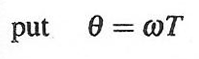 put θ = ωT